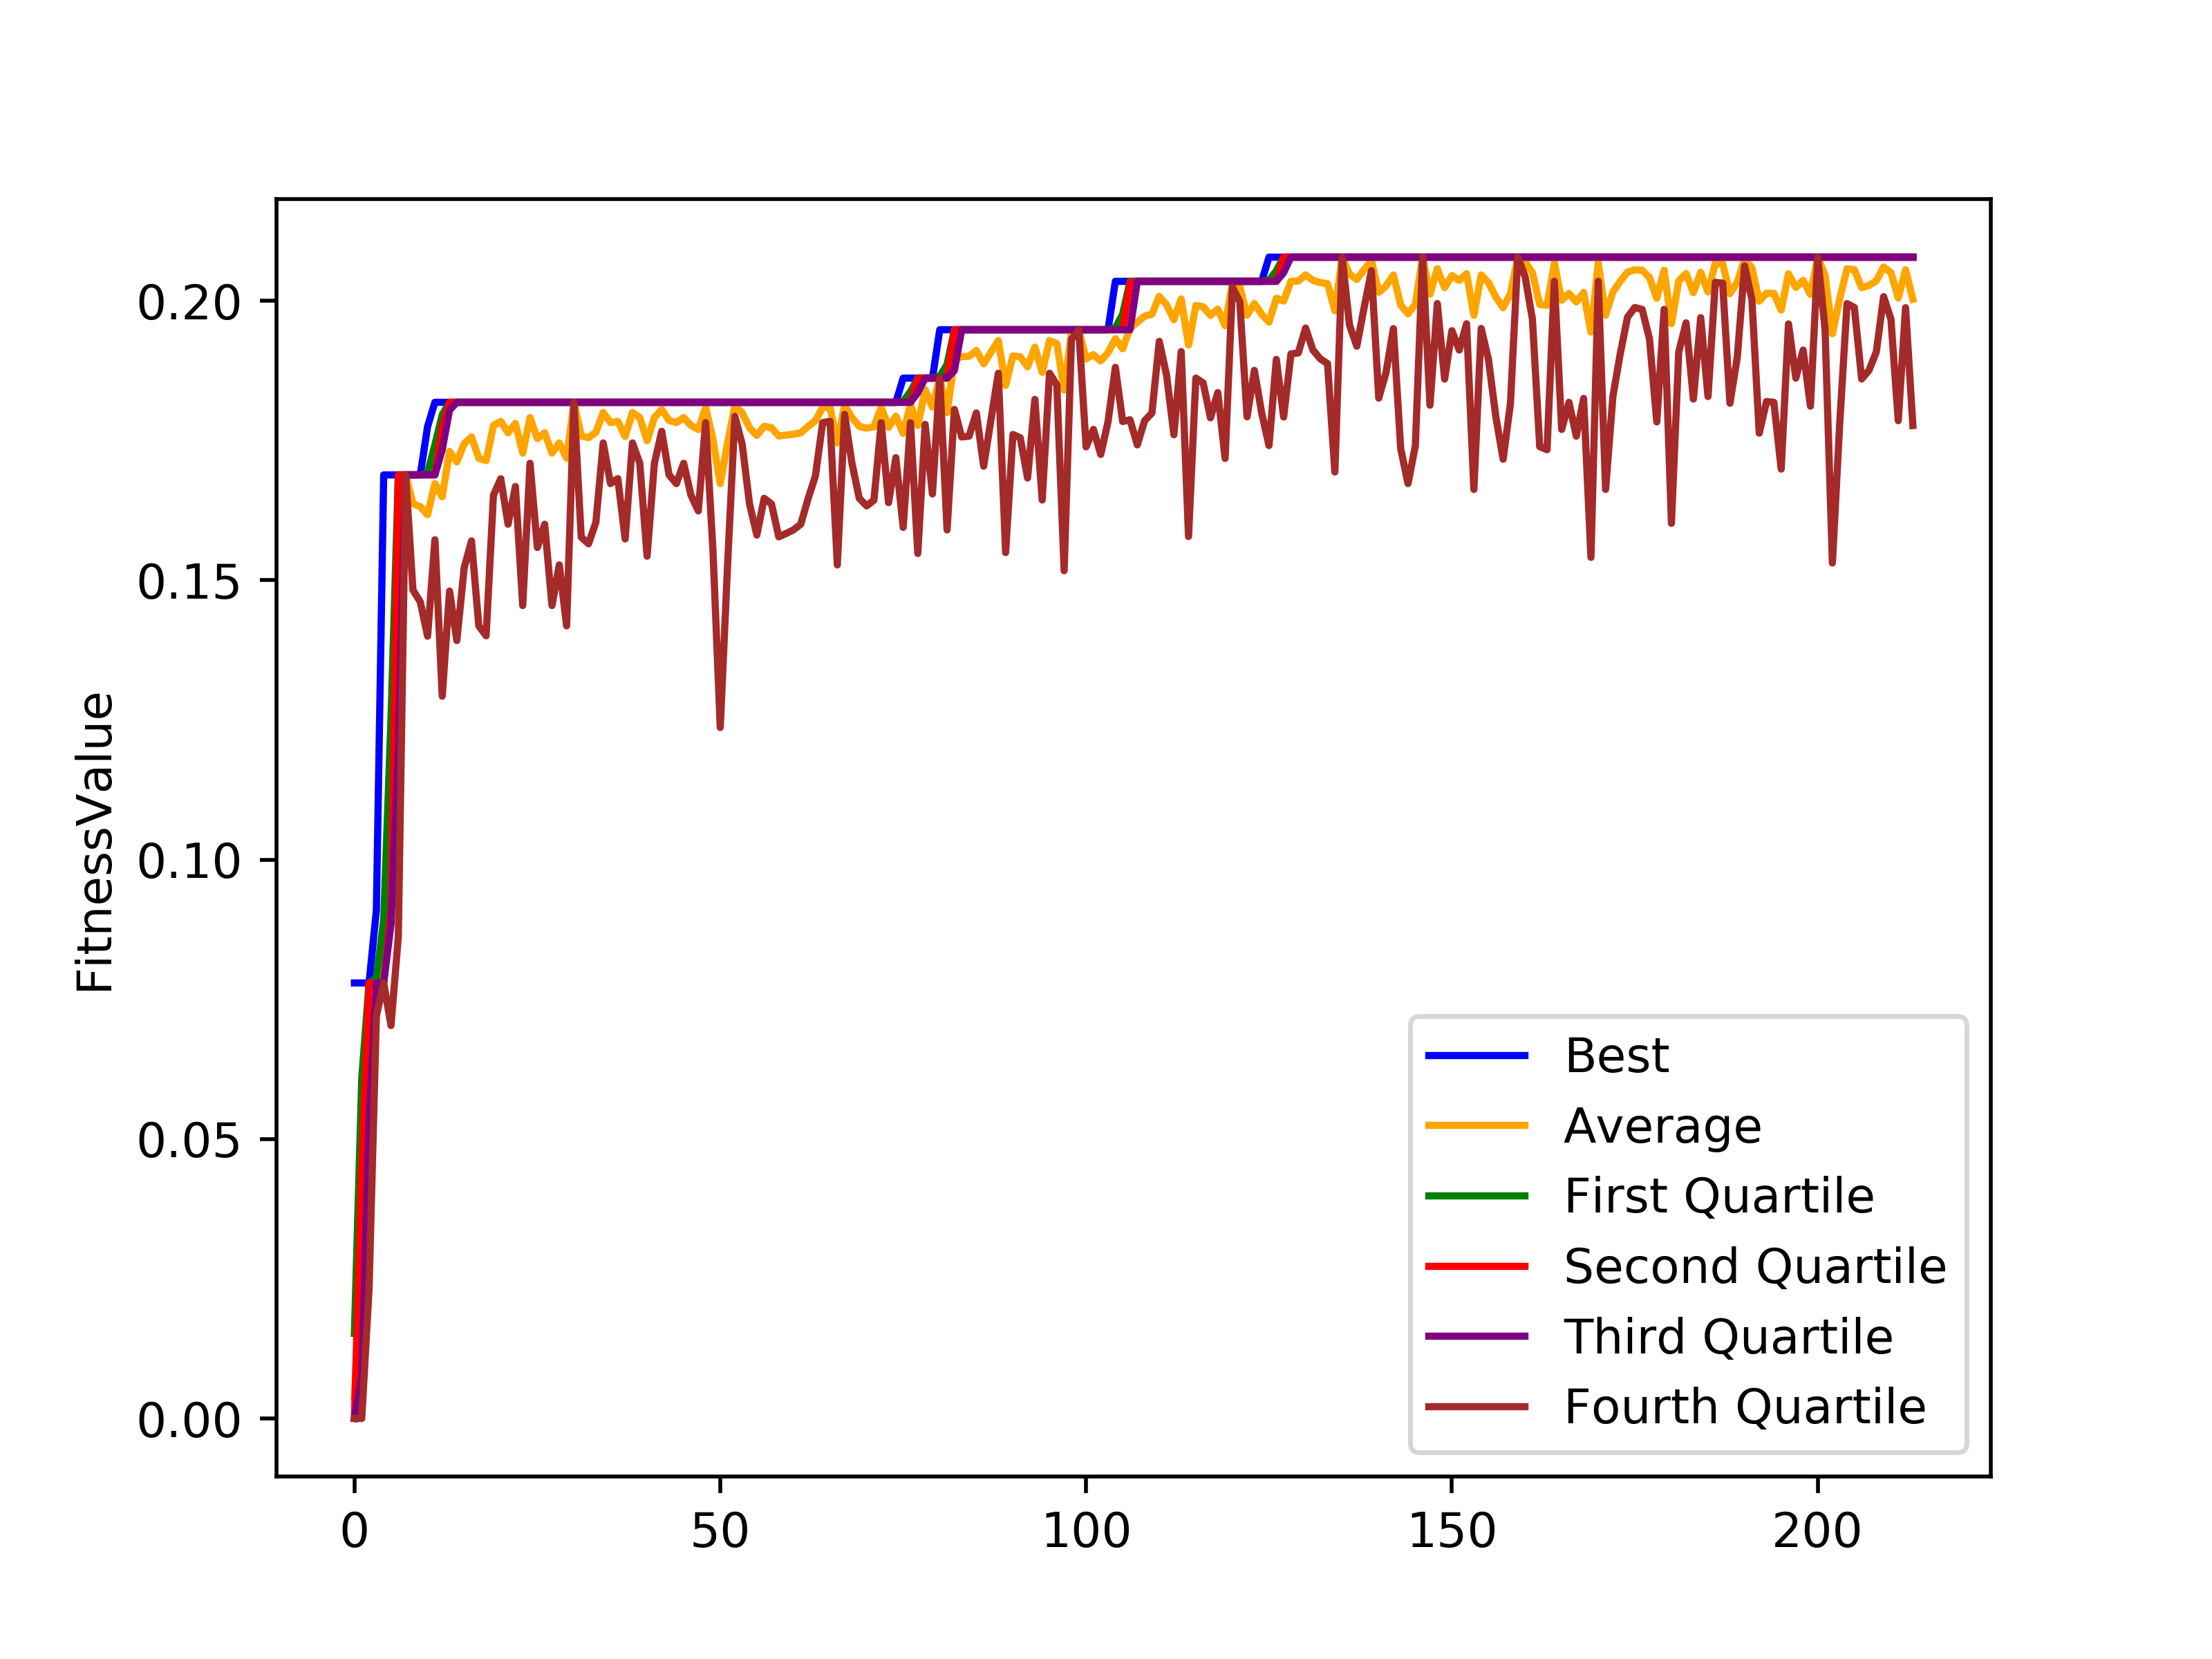 FitnessValue
0.20
0.15
0.10
0.05
0.00
0
50
100
150
200
Best
Average
First Quartile
Second Quartile
Third Quartile
Fourth Quartile